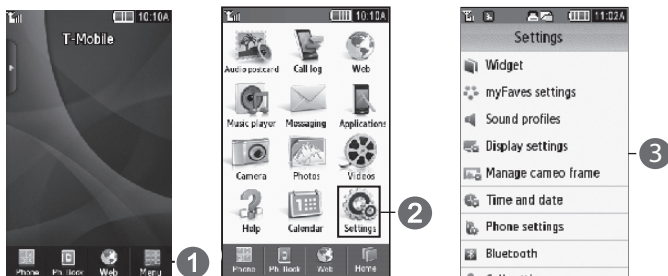 10:10A
T-Mobile
Phone Ph. Book Web Menu
1
10:10A
Audio postcard Call log Web
Music player Messaging Applications
Camera Photos Videos
Help Calendar Settings
Phone Ph. Book Web Home
2
11:02A
Settings
Widget
myFaves settings
Sound profiles
Display settings
Manage cameo frame
Time and date
Phone settings
Bluetooth
3